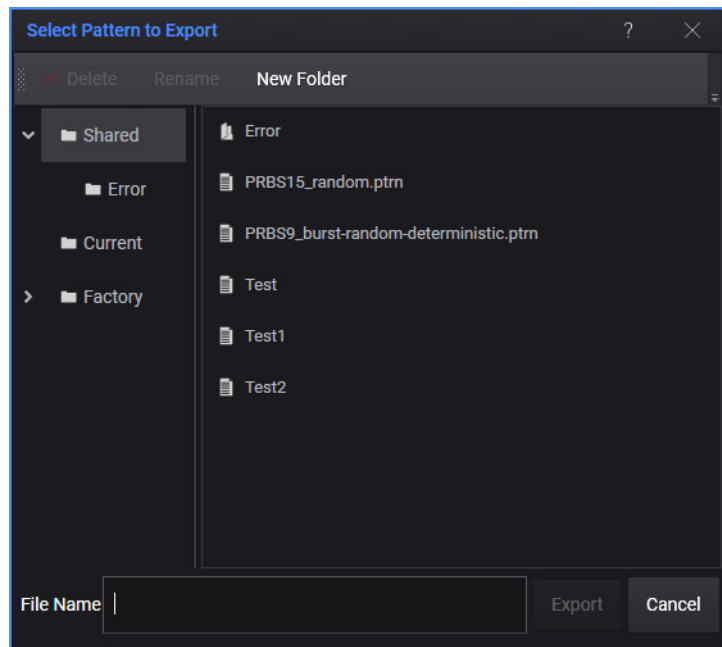 Select Pattern to Export ?
Delete Rename New Folder
Shared
Error
Current
Factory
Error
PRBS15_random.ptrn
PRBS9_burst-random-deterministic.ptrn
Test
Test1
Test2
File Name
Export Cancel